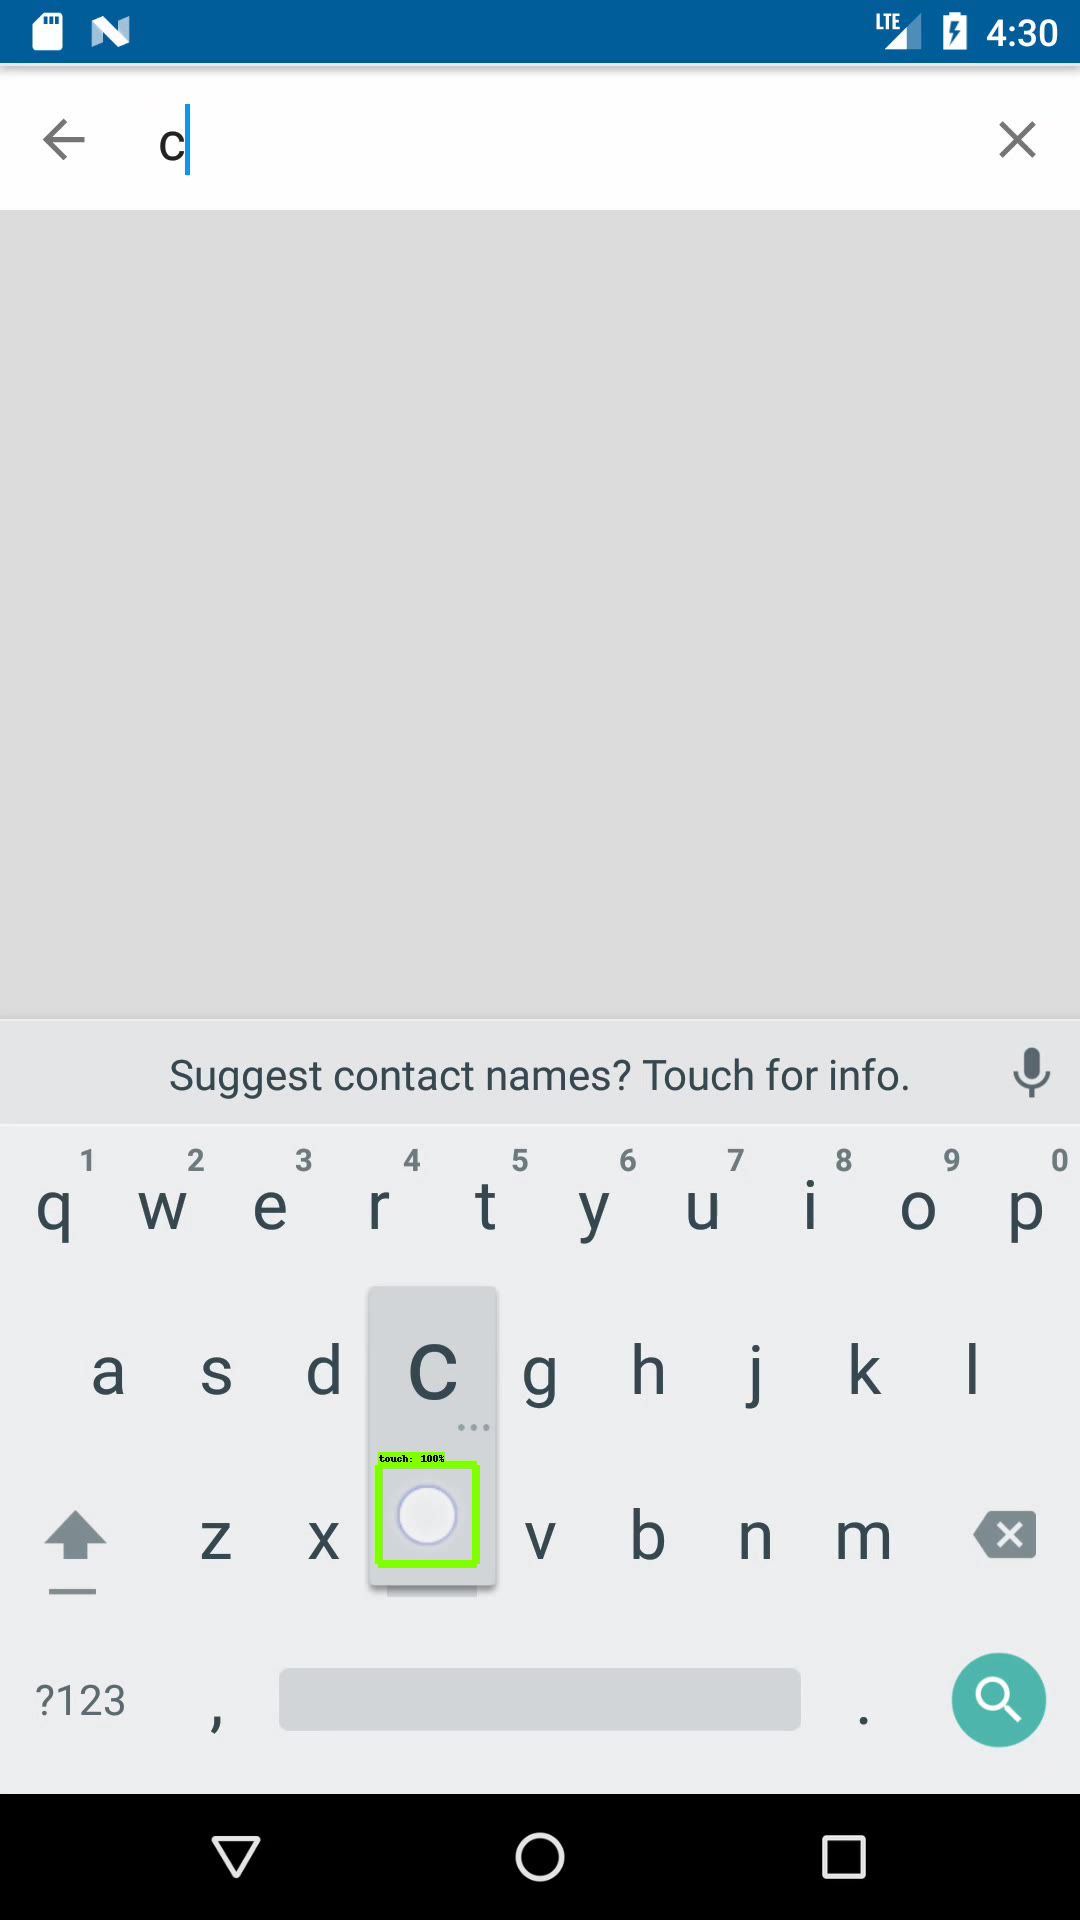 LTE 4:30
c
Suggest contact names? Touch for info.
1 2 3 4 5 6 7 8 9 0
q w e r t y u i o p
a s d c g h j k l
touch: 100%
z x v b n m
?123 , .